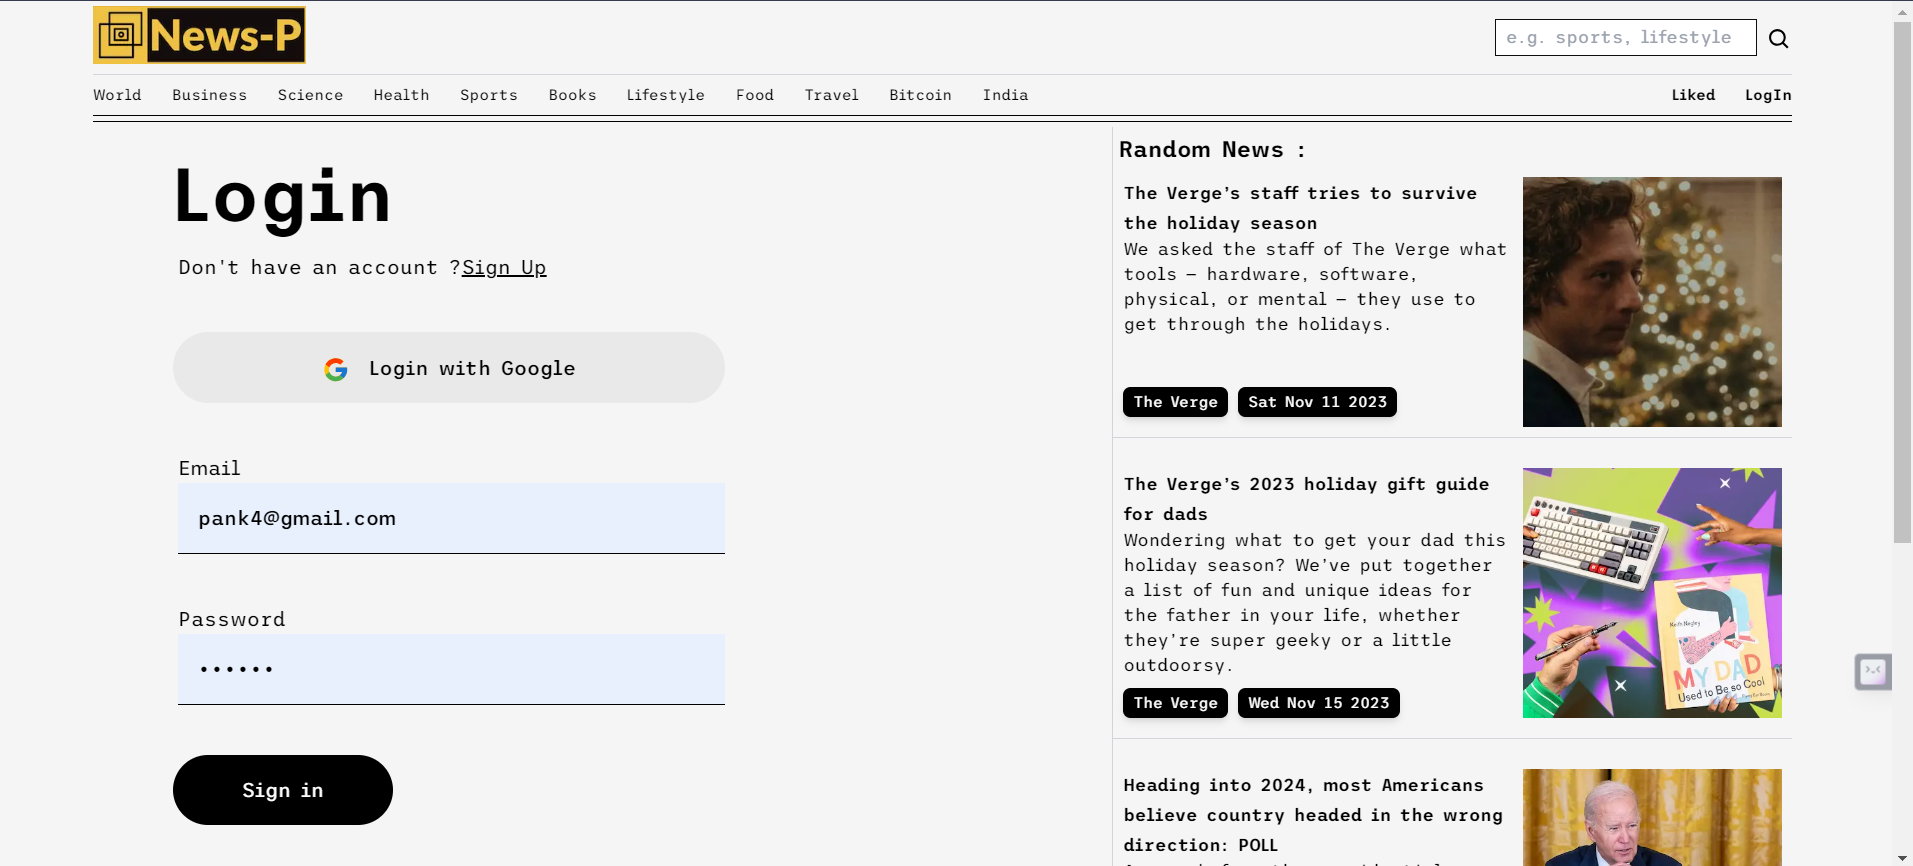 News-P
e.g. sports, lifestyle
World Business Science Health Sports Books Lifestyle Food Travel Bitcoin India Liked LogIn
Login
Don't have an account ?Sign Up
Login with Google
Email
pank4@gmail.com
Password
••••••
Sign in
Random News :
The Verge’s staff tries to survive
the holiday season
We asked the staff of The Verge what
tools — hardware, software,
physical, or mental — they use to
get through the holidays.
The Verge Sat Nov 11 2023
The Verge’s 2023 holiday gift guide
for dads
Wondering what to get your dad this
holiday season? We’ve put together
a list of fun and unique ideas for
the father in your life, whether
they’re super geeky or a little
outdoorsy.
The Verge Wed Nov 15 2023
Keith Negley
MY DAD
Used to Be so Cool
Heading into 2024, most Americans
believe country headed in the wrong
direction: POLL